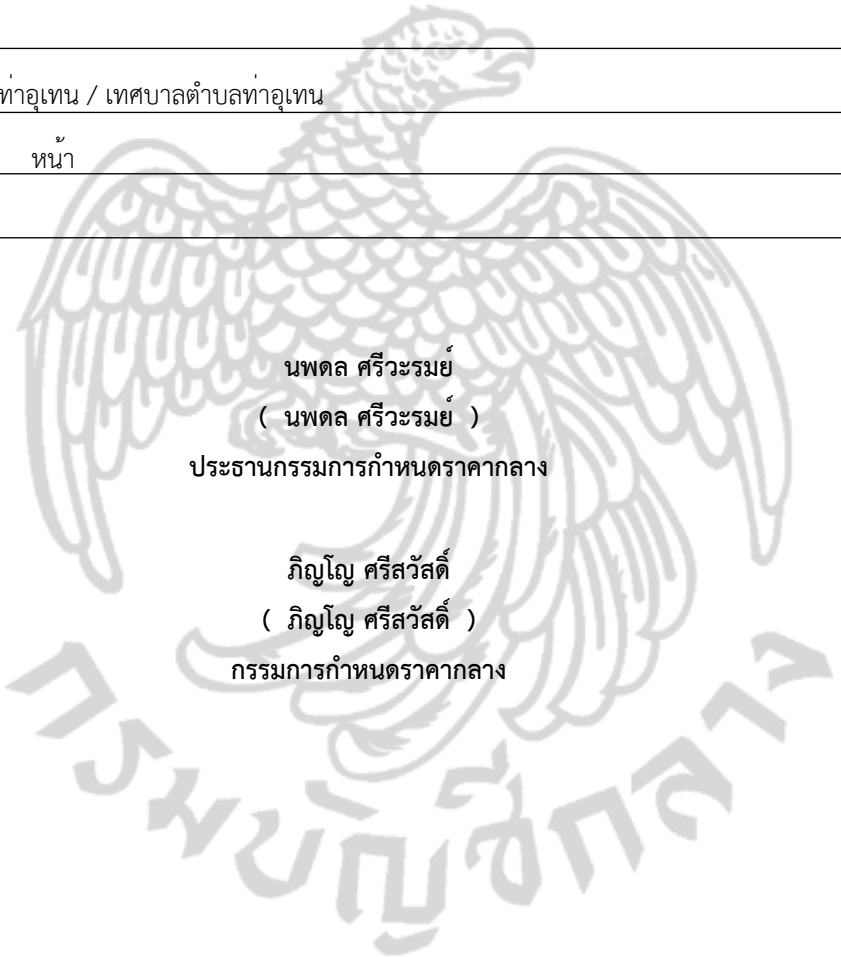 ท่าอุเทน / เทศบาลตำบลท่าอุเทน
หน้า
นพดล ศรีวะรมย์
( นพดล ศรีวะรมย์ )
ประธานกรรมการกำหนดราคากลาง
ภิญโญ ศรีสวัสดิ์
( ภิญโญ ศรีสวัสดิ์ )
กรรมการกำหนดราคากลาง
กรมบัญชีกลาง